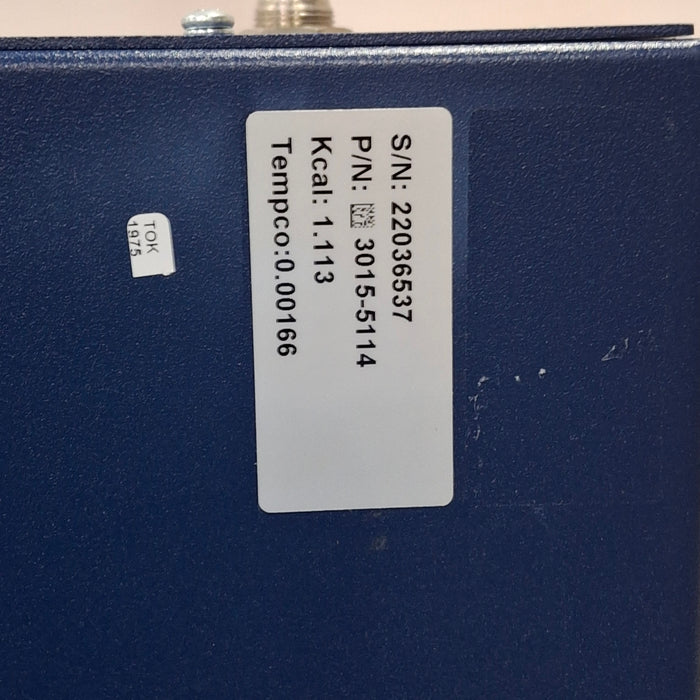 S/N: 22036537
P/N: 3015-5114
Kcal: 1.113
Tempco:0.00166
TOK
1975